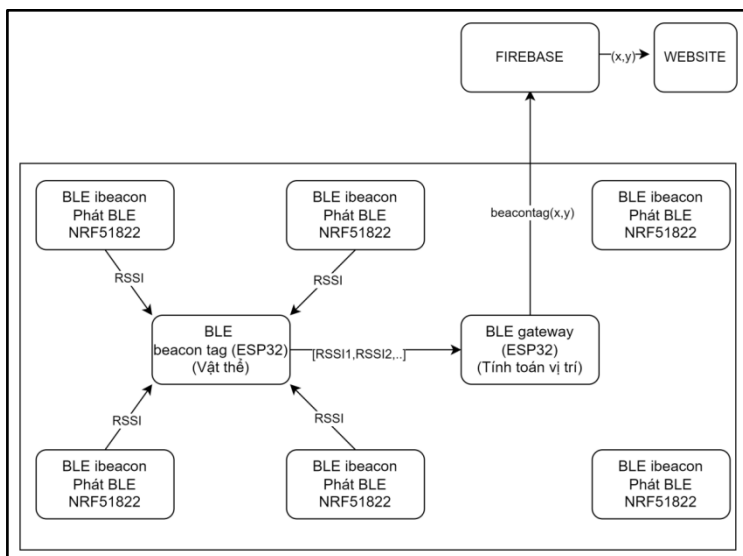 FIREBASE
(x,y)
WEBSITE
BLE ibeacon
Phát BLE
NRF51822
BLE ibeacon
Phát BLE
NRF51822
BLE ibeacon
Phát BLE
NRF51822
beacontag(x,y)
RSSI
RSSI
BLE
beacon tag (ESP32)
(Vật thể)
[RSSI1,RSSI2,..]
BLE gateway
(ESP32)
(Tính toán vị trí)
RSSI
RSSI
BLE ibeacon
Phát BLE
NRF51822
BLE ibeacon
Phát BLE
NRF51822
BLE ibeacon
Phát BLE
NRF51822